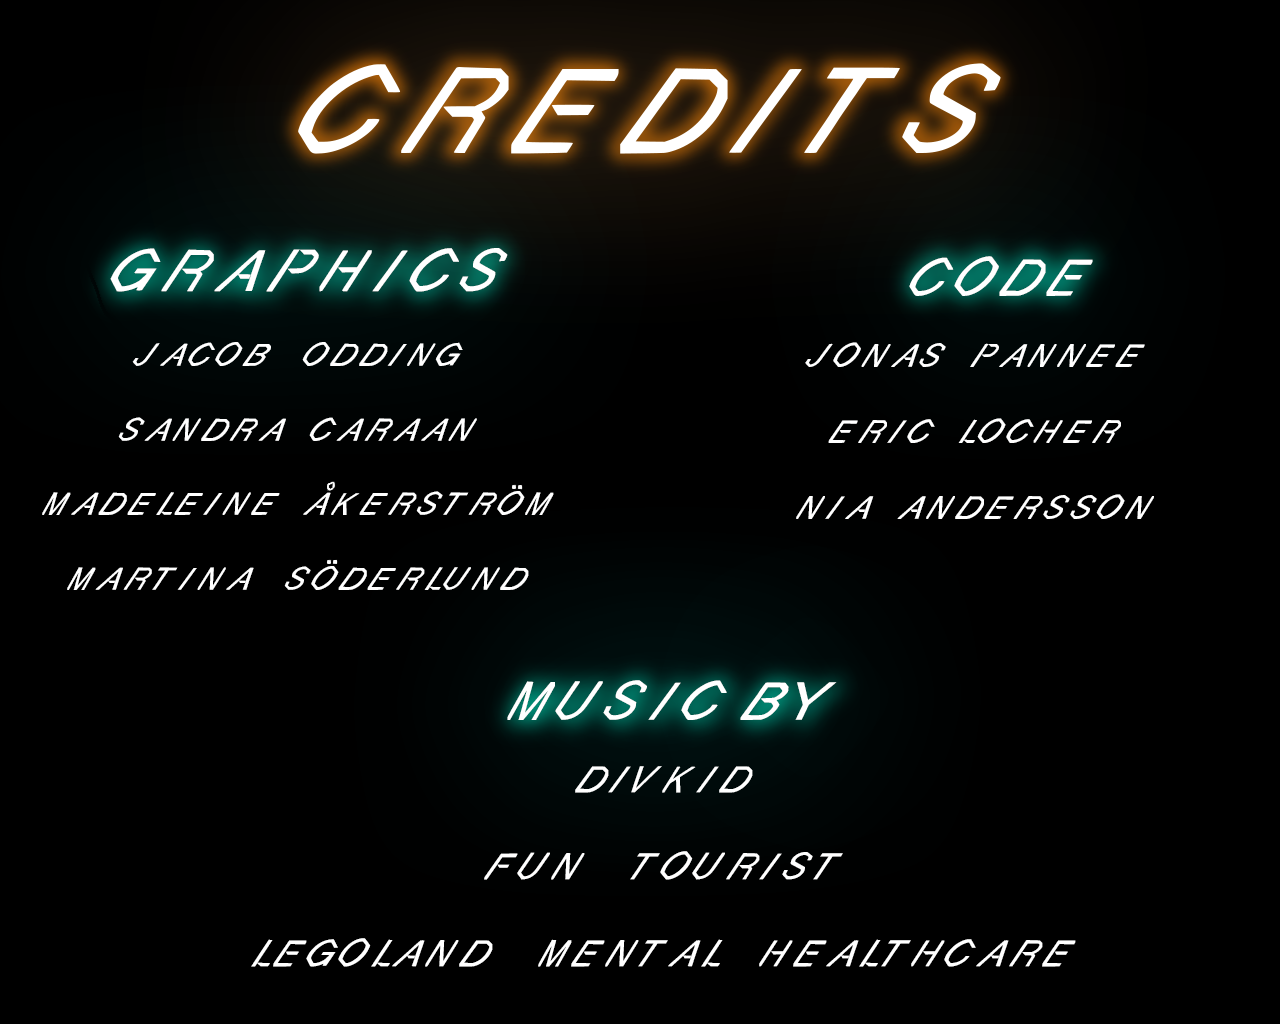 CREDITS
GRAPHICS
JACOB ODDING
SANDRA CARAAN
MADELEINE ÅKERSTRÖM
MARTINA SÖDERLUND
CODE
JONAS PANNEE
ERIC LOCHER
NIA ANDERSSON
MUSIC BY
DIVKID
FUN TOURIST
LEGOLAND MENTAL HEALTHCARE